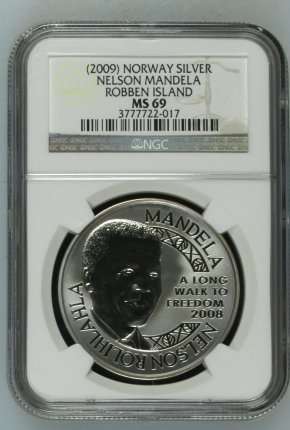 (2009) NORWAY SILVER
NELSON MANDELA
ROBBEN ISLAND
MS 69
3777722-017
NGC
MANDELA
A LONG
WALK TO
FREEDOM
2008
NELSON ROLIHLAHLA